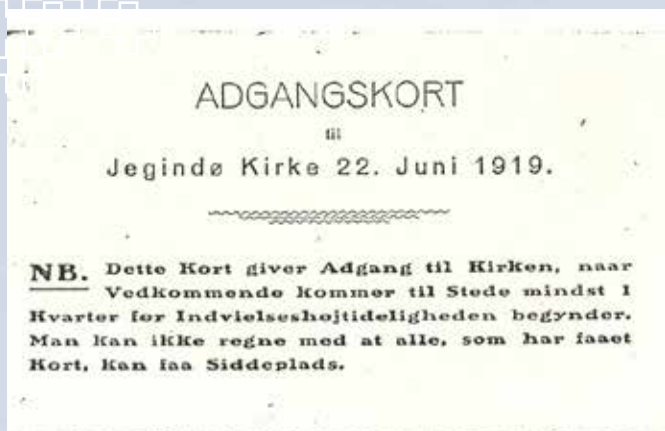 ADGANGSKORT
til
Jegindø Kirke 22. Juni 1919.
NB. Dette Kort giver Adgang til Kirken, naar
Vedkommende kommer til Stede mindst 1
Kvarter før Indvielseshøjtideligheden begynder.
Man kan ikke regne med at alle, som har faaet
Kort, kan faa Siddeplads.